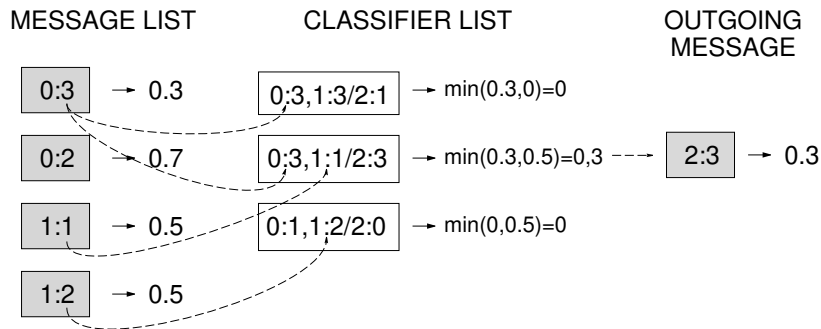 MESSAGE LIST CLASSIFIER LIST OUTGOING
MESSAGE
0:3 0.3 0:3,1:3/2:1 min(0.3,0)=0
0:2 0.7 0:3,1:1/2:3 min(0.3,0.5)=0,3 2:3 0.3
1:1 0.5 0:1,1:2/2:0 min(0,0.5)=0
1:2 0.5